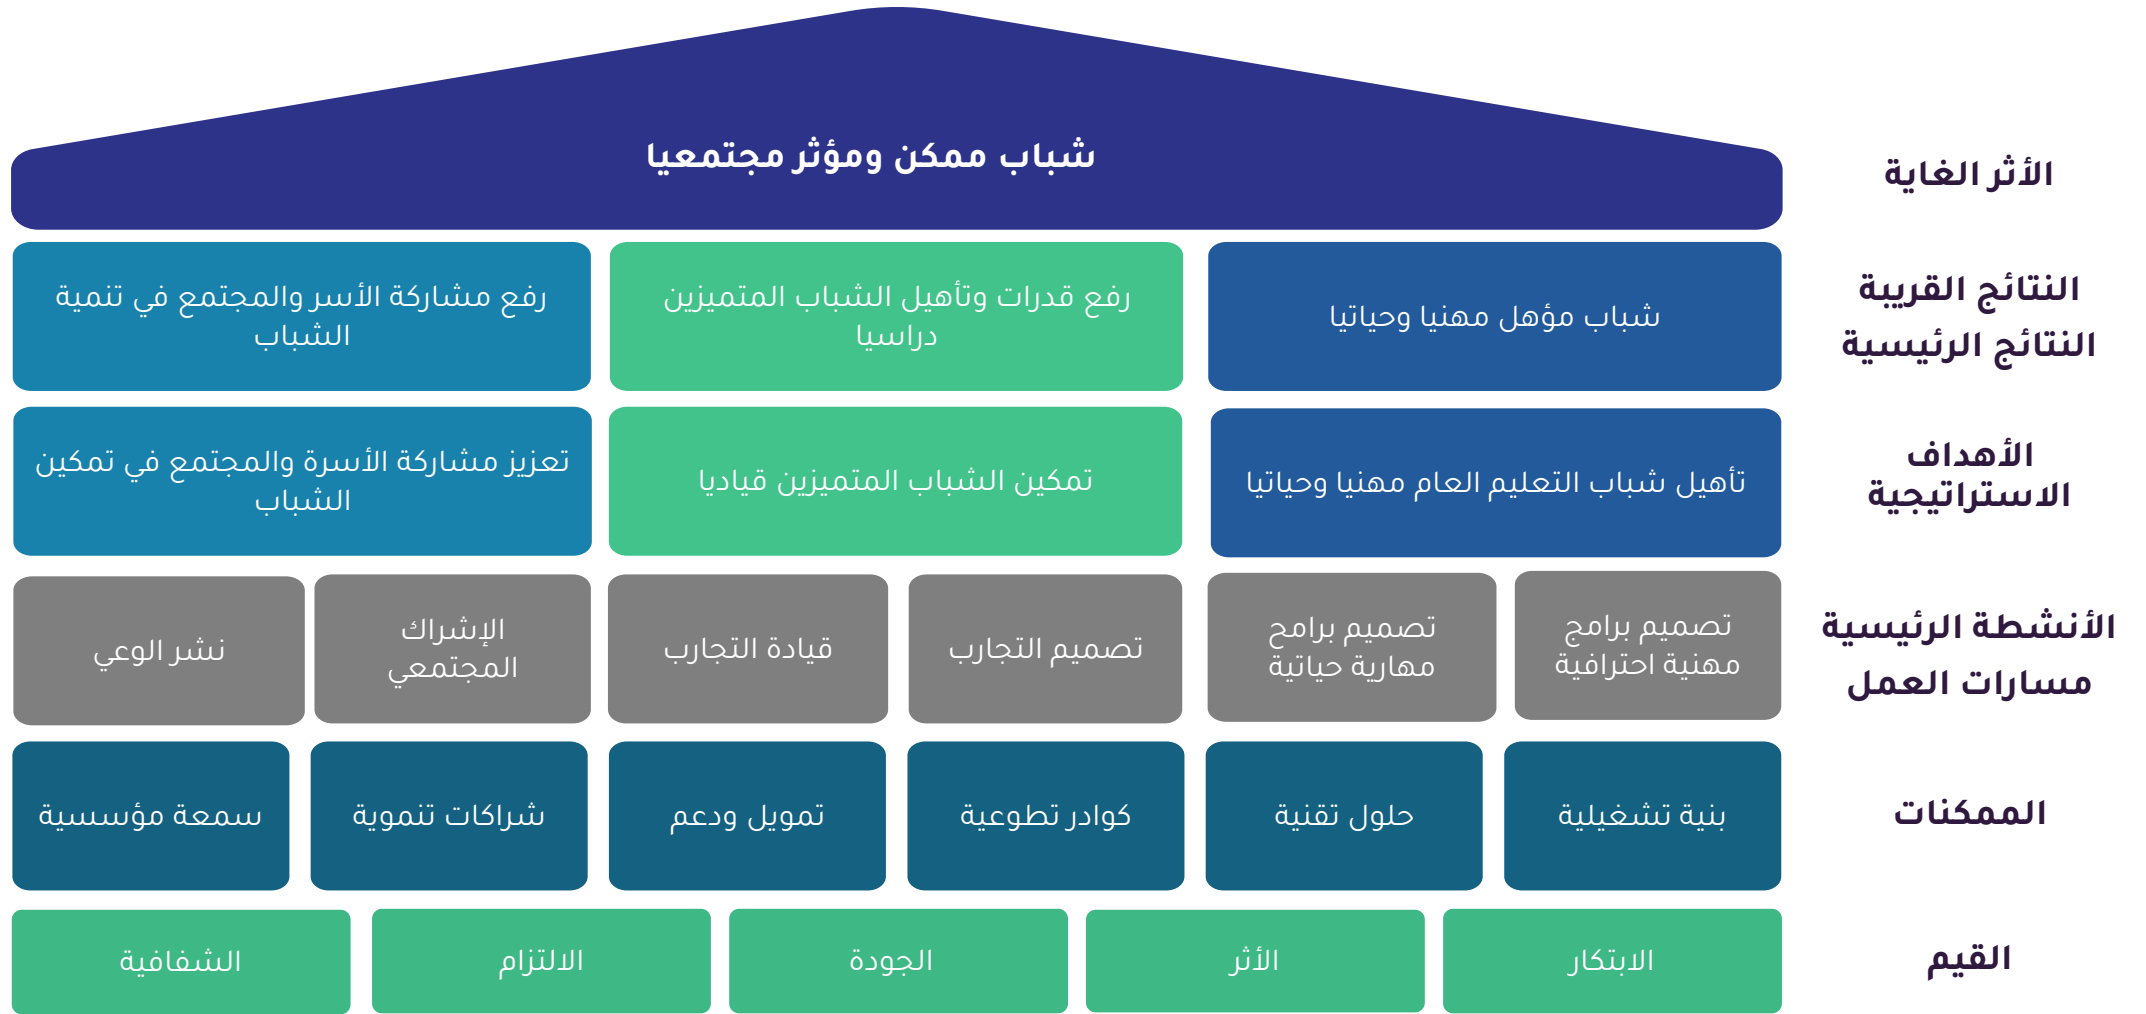 الأثر الغاية
شباب ممكن ومؤثر مجتمعيا
النتائج القريبة
النتائج الرئيسية
شباب مؤهل مهنيا وحياتيا
رفع قدرات وتأهيل الشباب المتميزين
دراسيا
رفع مشاركة الأسر والمجتمع في تنمية
الشباب
الأهداف
الاستراتيجية
تأهيل شباب التعليم العام مهنيا وحياتيا
تمكين الشباب المتميزين قياديا
تعزيز مشاركة الأسرة والمجتمع في تمكين
الشباب
الأنشطة الرئيسية
مسارات العمل
تصميم برامج
مهنية احترافية
تصميم برامح
مهارية حياتية
تصميم التجارب
قيادة التجارب
الإشراك
المجتمعي
نشر الوعي
الممكنات
بنية تشغيلية
حلول تقنية
كوادر تطوعية
تمويل ودعم
شراكات تنموية
سمعة مؤسسية
القيم
الابتكار
الأثر
الجودة
الالتزام
الشفافية